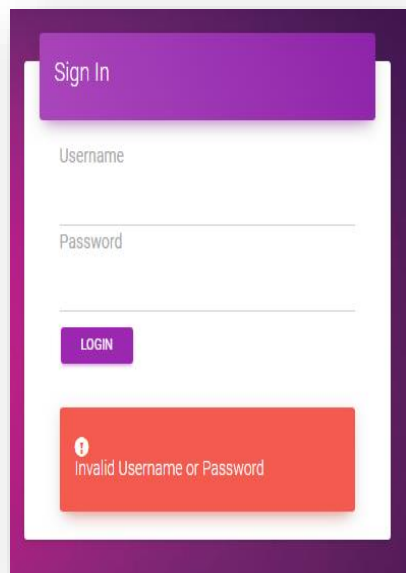 Sign In
Username
Password
LOGIN
Invalid Username or Password